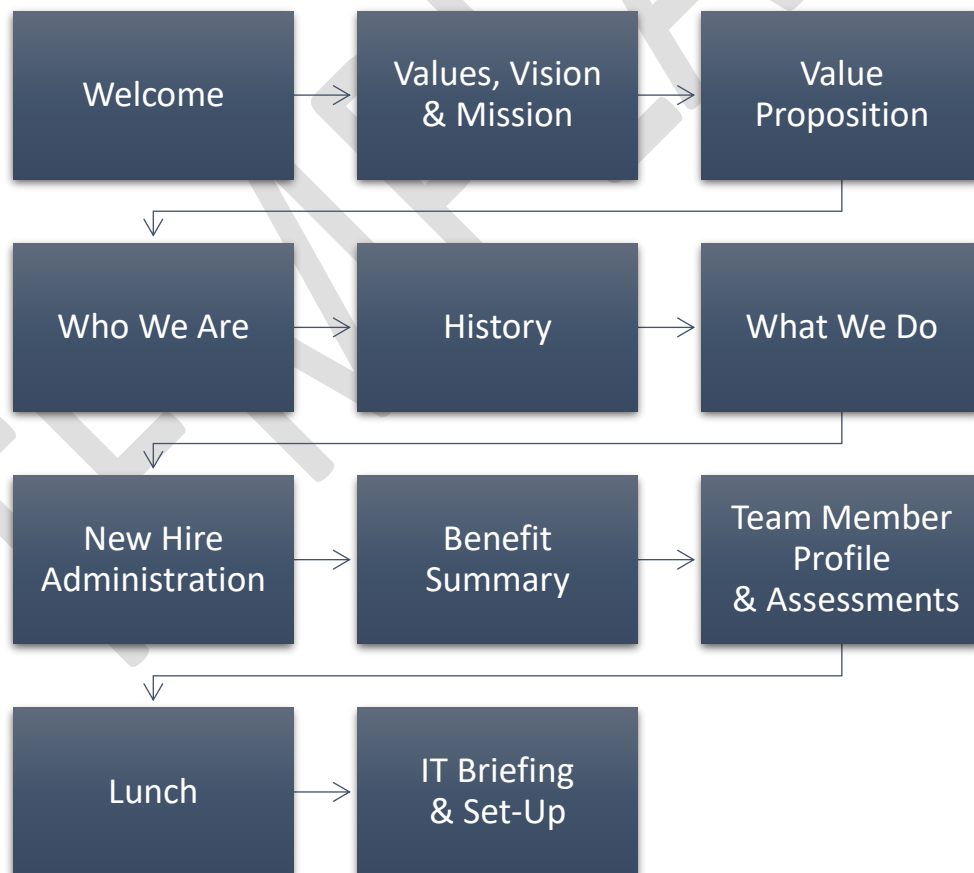 Welcome
Values, Vision
& Mission
Value
Proposition
Who We Are
History
What We Do
New Hire
Administration
Benefit
Summary
Team Member
Profile
& Assessments
Lunch
IT Briefing
& Set-Up